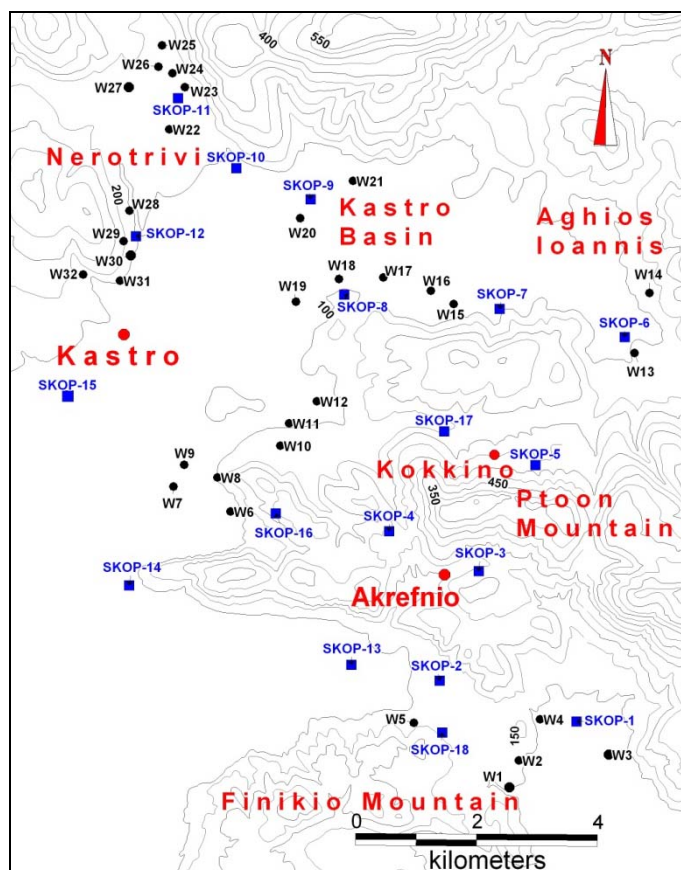 400
550
500
N
W25
W26
W24
W27
W23
SKOP-11
W22
Nerotrivi
SKOP-10
200
SKOP-9
W21
W28
W20
Kastro
Basin
Aghios
Ioannis
W29
SKOP-12
W30
W32
W31
W18
W17
W16
W14
W19
100
SKOP-8
W15
SKOP-7
SKOP-6
W13
Kastro
SKOP-15
W12
W11
W10
SKOP-17
W9
W8
W7
W6
SKOP-16
Kokkino
SKOP-5
450
350
Ptoon
Mountain
SKOP-4
SKOP-3
SKOP-14
Akrefnio
SKOP-13
SKOP-2
W5
SKOP-18
W4
SKOP-1
150
W2
W3
W1
Finikio Mountain
0 2 4
kilometers